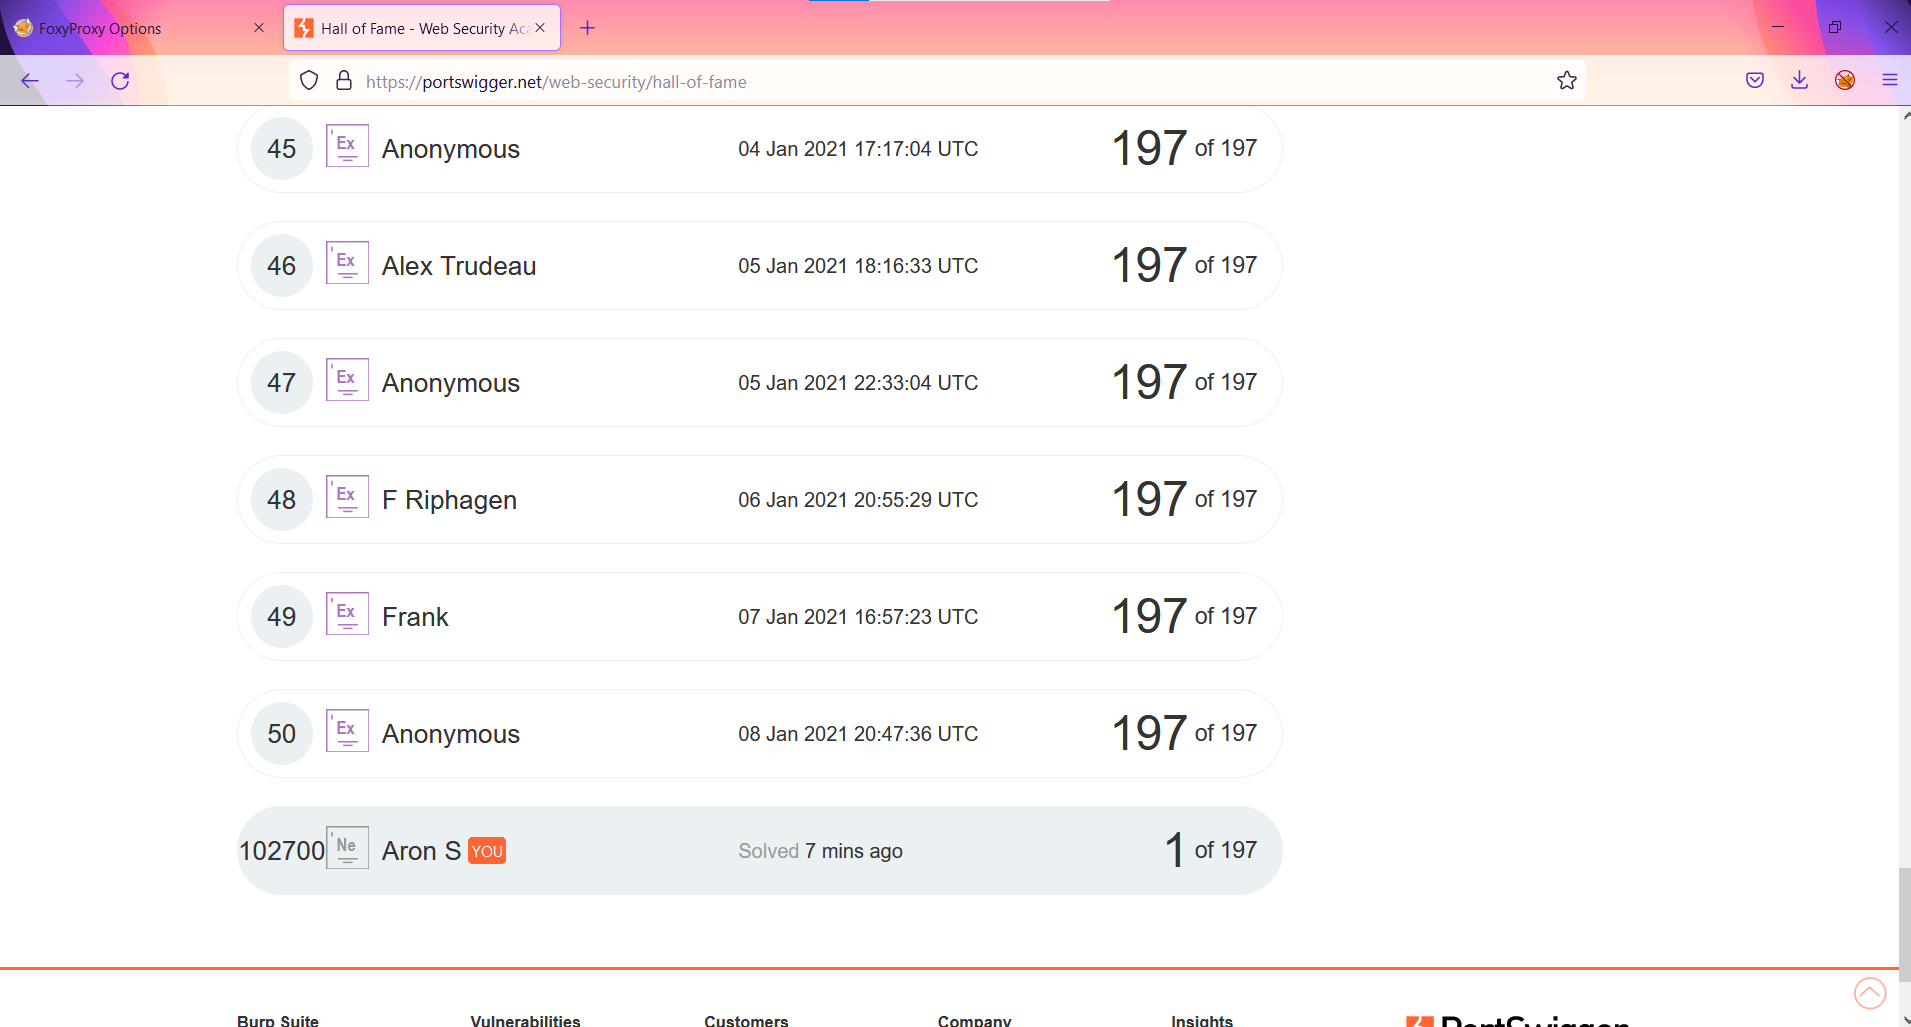 FoxyProxy Options
Hall of Fame - Web Security Aca
https://portswigger.net/web-security/hall-of-fame
45 Ex Anonymous 04 Jan 2021 17:17:04 UTC 197 of 197
46 Ex Alex Trudeau 05 Jan 2021 18:16:33 UTC 197 of 197
47 Ex Anonymous 05 Jan 2021 22:33:04 UTC 197 of 197
48 Ex F Riphagen 06 Jan 2021 20:55:29 UTC 197 of 197
49 Ex Frank 07 Jan 2021 16:57:23 UTC 197 of 197
50 Ex Anonymous 08 Jan 2021 20:47:36 UTC 197 of 197
102700 Ne Aron S YOU Solved 7 mins ago 1 of 197
Burp Suite Vulnerabilities Customers Company Insights PortSwigger